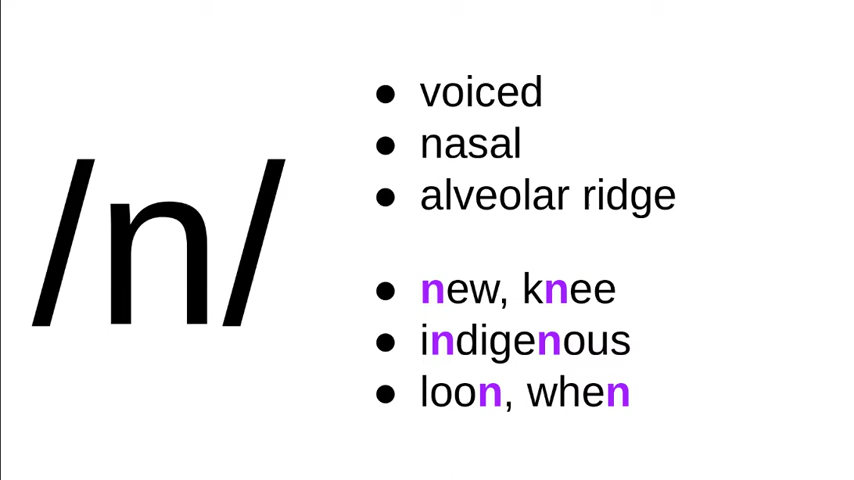 /n/
● voiced
● nasal
● alveolar ridge
● new, knee
● indigenous
● loon, when